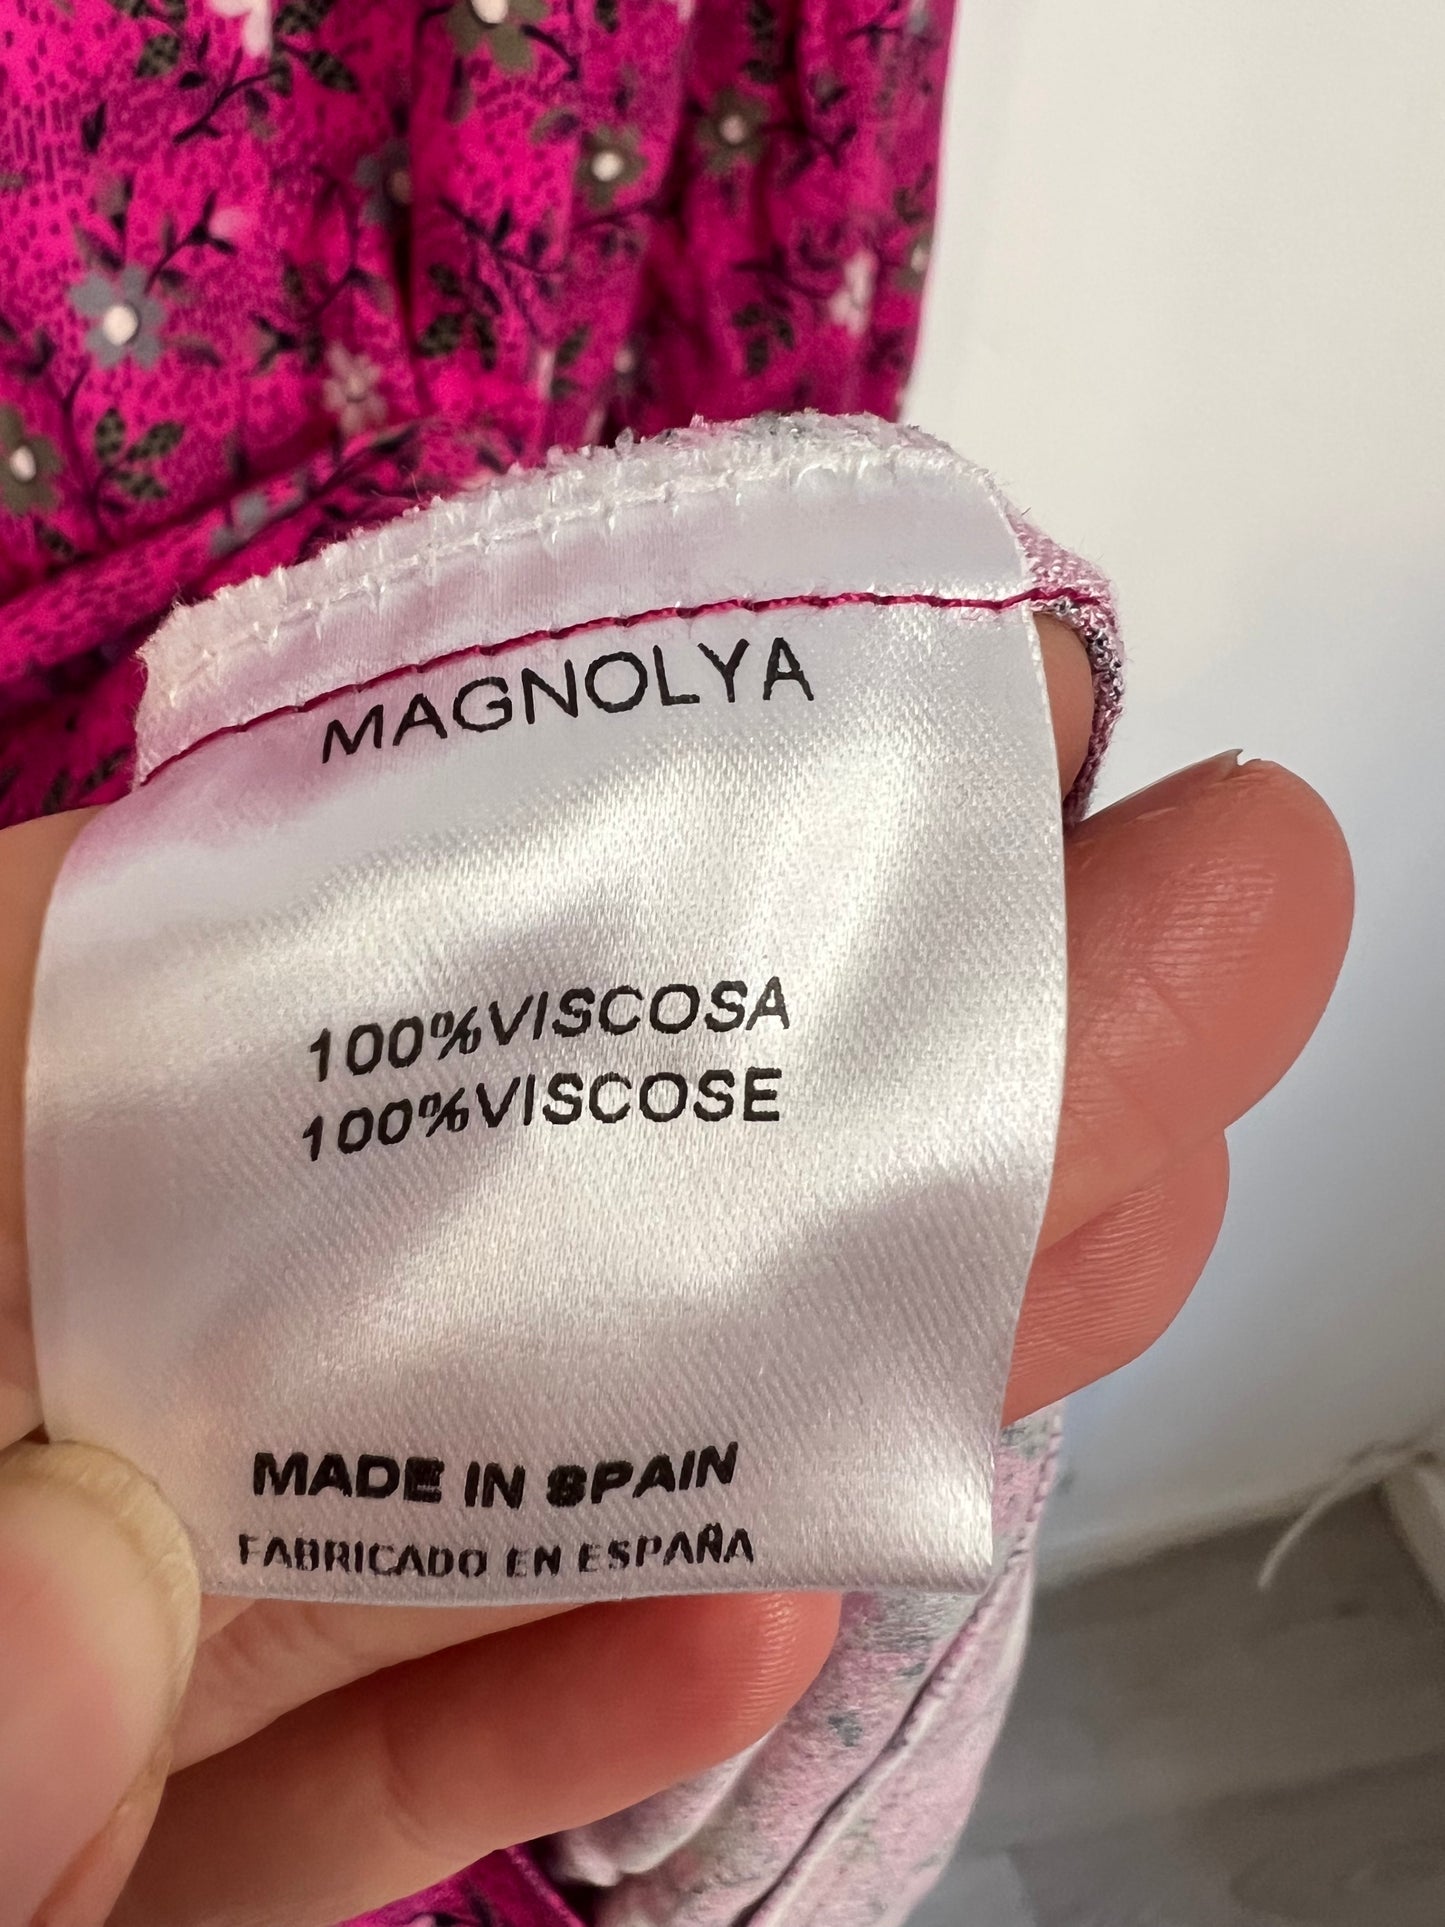 MAGNOLYA
100%VISCOSA
100%VISCOSE
MADE IN SPAIN
FABRICADO EN ESPAÑA